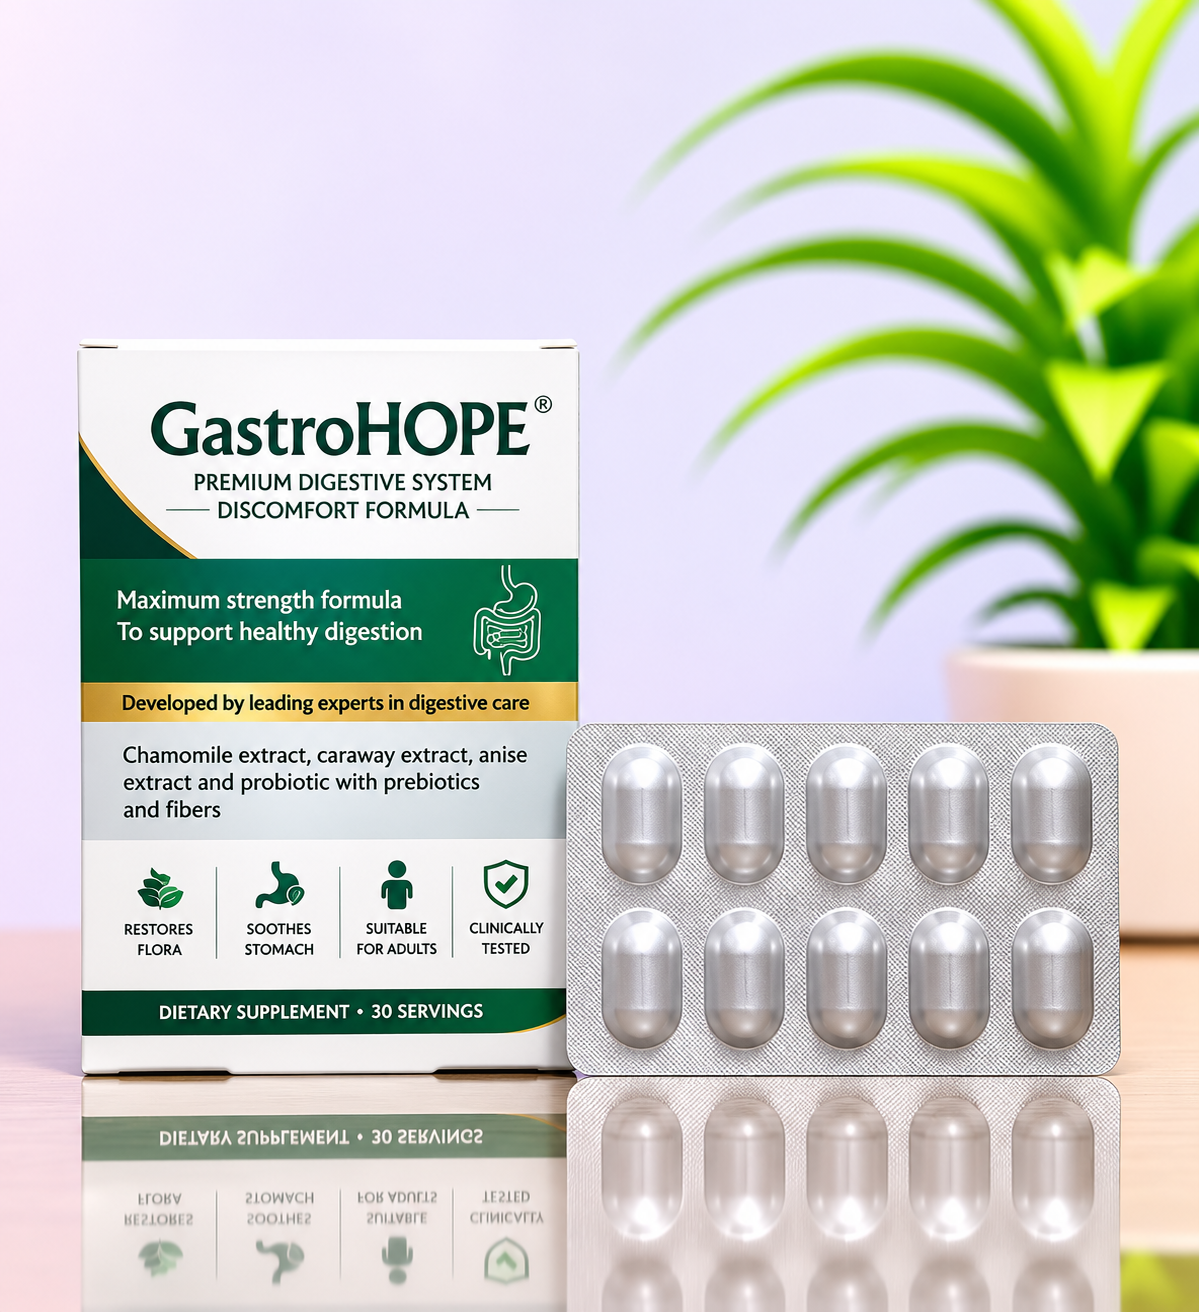 GastroHOPE®
PREMIUM DIGESTIVE SYSTEM
DISCOMFORT FORMULA
Maximum strength formula
To support healthy digestion
Developed by leading experts in digestive care
Chamomile extract, caraway extract, anise
extract and probiotic with prebiotics
and fibers
RESTORES
FLORA
SOOTHES
STOMACH
SUITABLE
FOR ADULTS
CLINICALLY
TESTED
DIETARY SUPPLEMENT • 30 SERVINGS